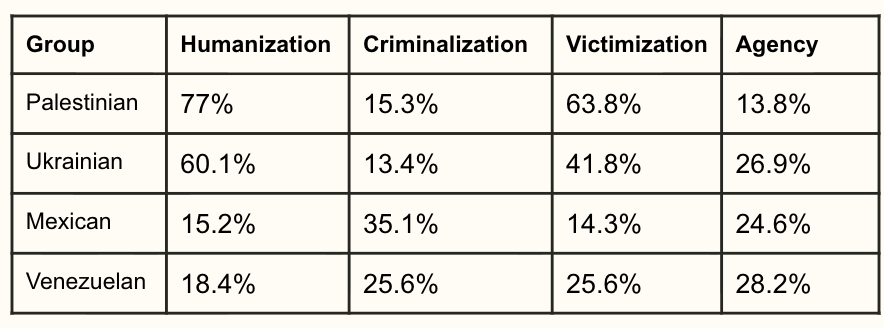 Group Humanization Criminalization Victimization Agency
Palestinian 77% 15.3% 63.8% 13.8%
Ukrainian 60.1% 13.4% 41.8% 26.9%
Mexican 15.2% 35.1% 14.3% 24.6%
Venezuelan 18.4% 25.6% 25.6% 28.2%